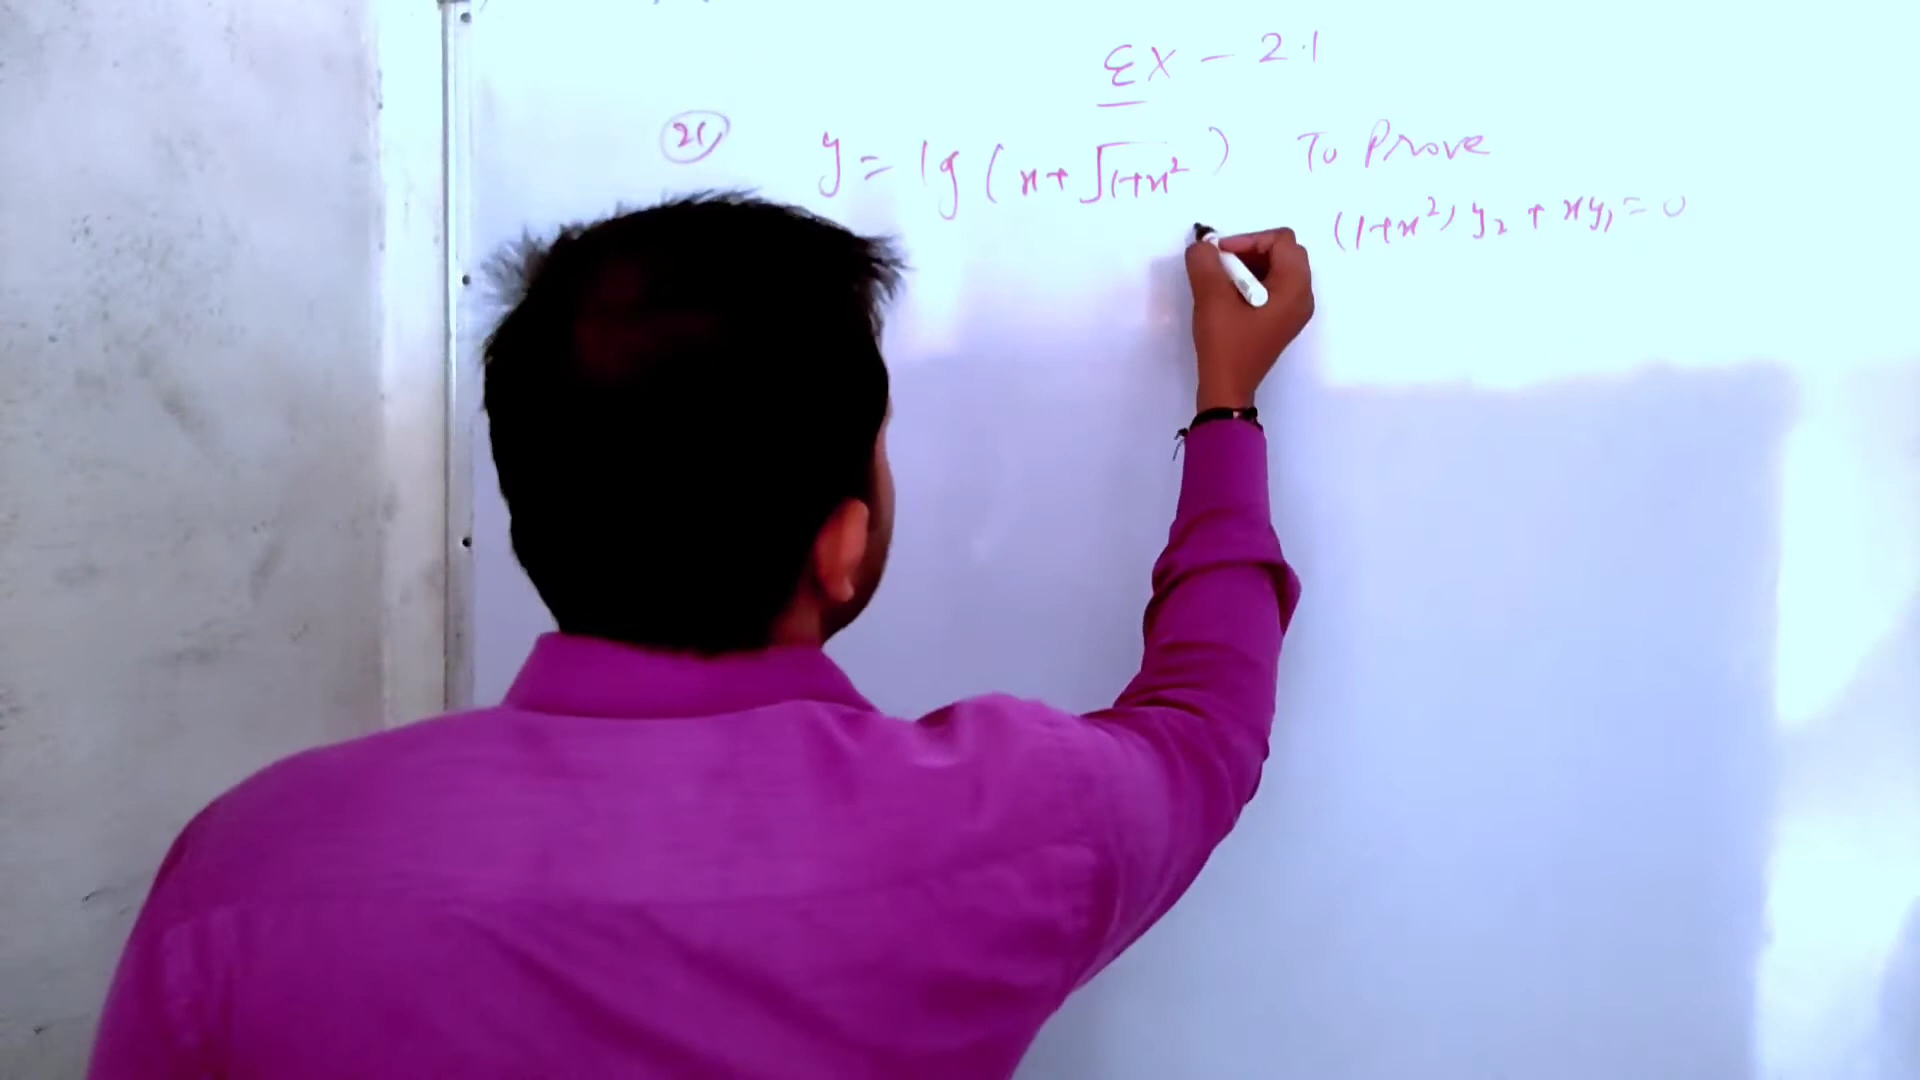 Ex - 2.1
21 y = lg (x + √1+x² ) To Prove
(1+x²) y₂ + xy₁ = 0